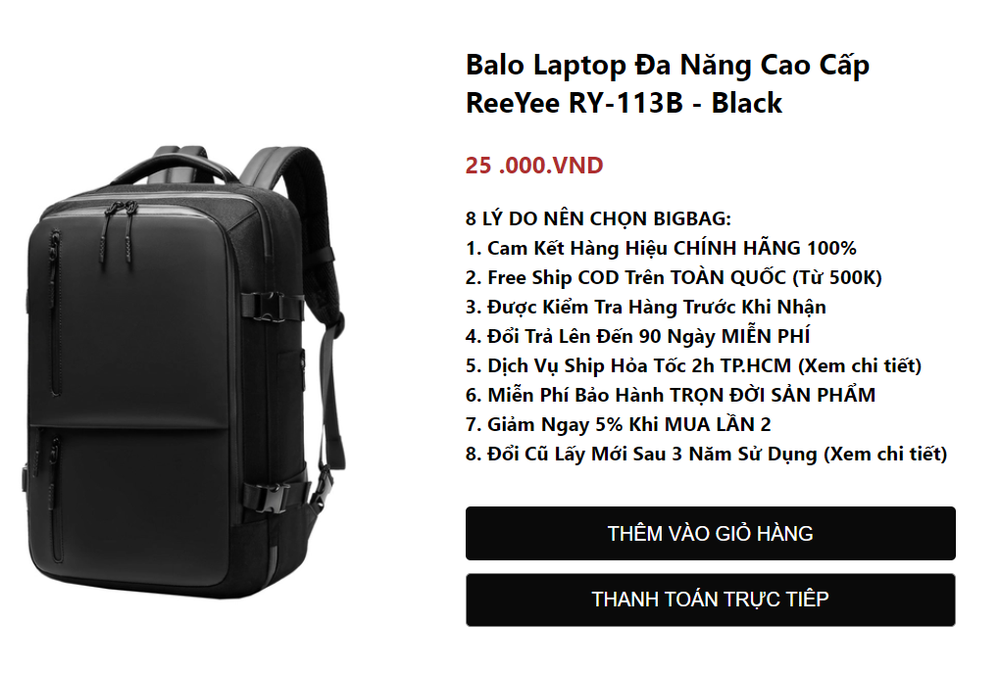 Balo Laptop Đa Năng Cao Cấp
ReeYee RY-113B - Black
25 .000.VND
8 LÝ DO NÊN CHỌN BIGBAG:
1. Cam Kết Hàng Hiệu CHÍNH HÃNG 100%
2. Free Ship COD Trên TOÀN QUỐC (Từ 500K)
3. Được Kiểm Tra Hàng Trước Khi Nhận
4. Đổi Trả Lên Đến 90 Ngày MIỄN PHÍ
5. Dịch Vụ Ship Hỏa Tốc 2h TP.HCM (Xem chi tiết)
6. Miễn Phí Bảo Hành TRỌN ĐỜI SẢN PHẨM
7. Giảm Ngay 5% Khi MUA LẦN 2
8. Đổi Cũ Lấy Mới Sau 3 Năm Sử Dụng (Xem chi tiết)
THÊM VÀO GIỎ HÀNG
THANH TOÁN TRỰC TIẾP